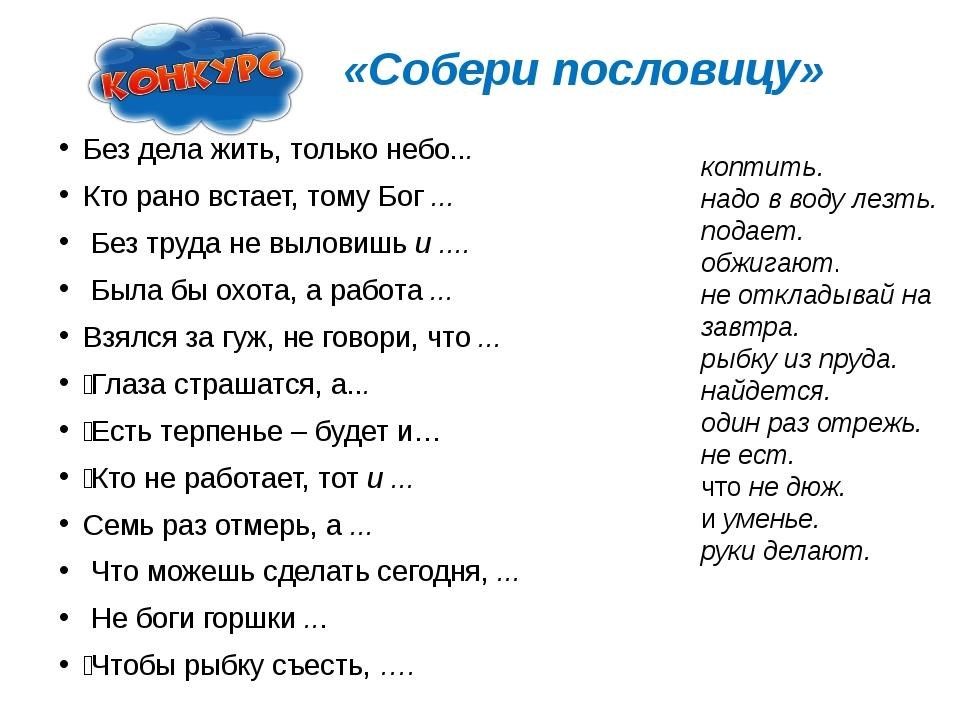 КОНКУРС
«Собери пословицу»
• Без дела жить, только небо...
• Кто рано встает, тому Бог ...
• Без труда не выловишь и ....
• Была бы охота, а работа ...
• Взялся за гуж, не говори, что ...
• Глаза страшатся, а...
• Есть терпенье – будет и…
• Кто не работает, тот и ...
• Семь раз отмерь, а ...
• Что можешь сделать сегодня, ...
• Не боги горшки ...
• Чтобы рыбку съесть, ….
коптить.
надо в воду лезть.
подает.
обжигают.
не откладывай на
завтра.
рыбку из пруда.
найдется.
один раз отрежь.
не ест.
что не дюж.
и уменье.
руки делают.